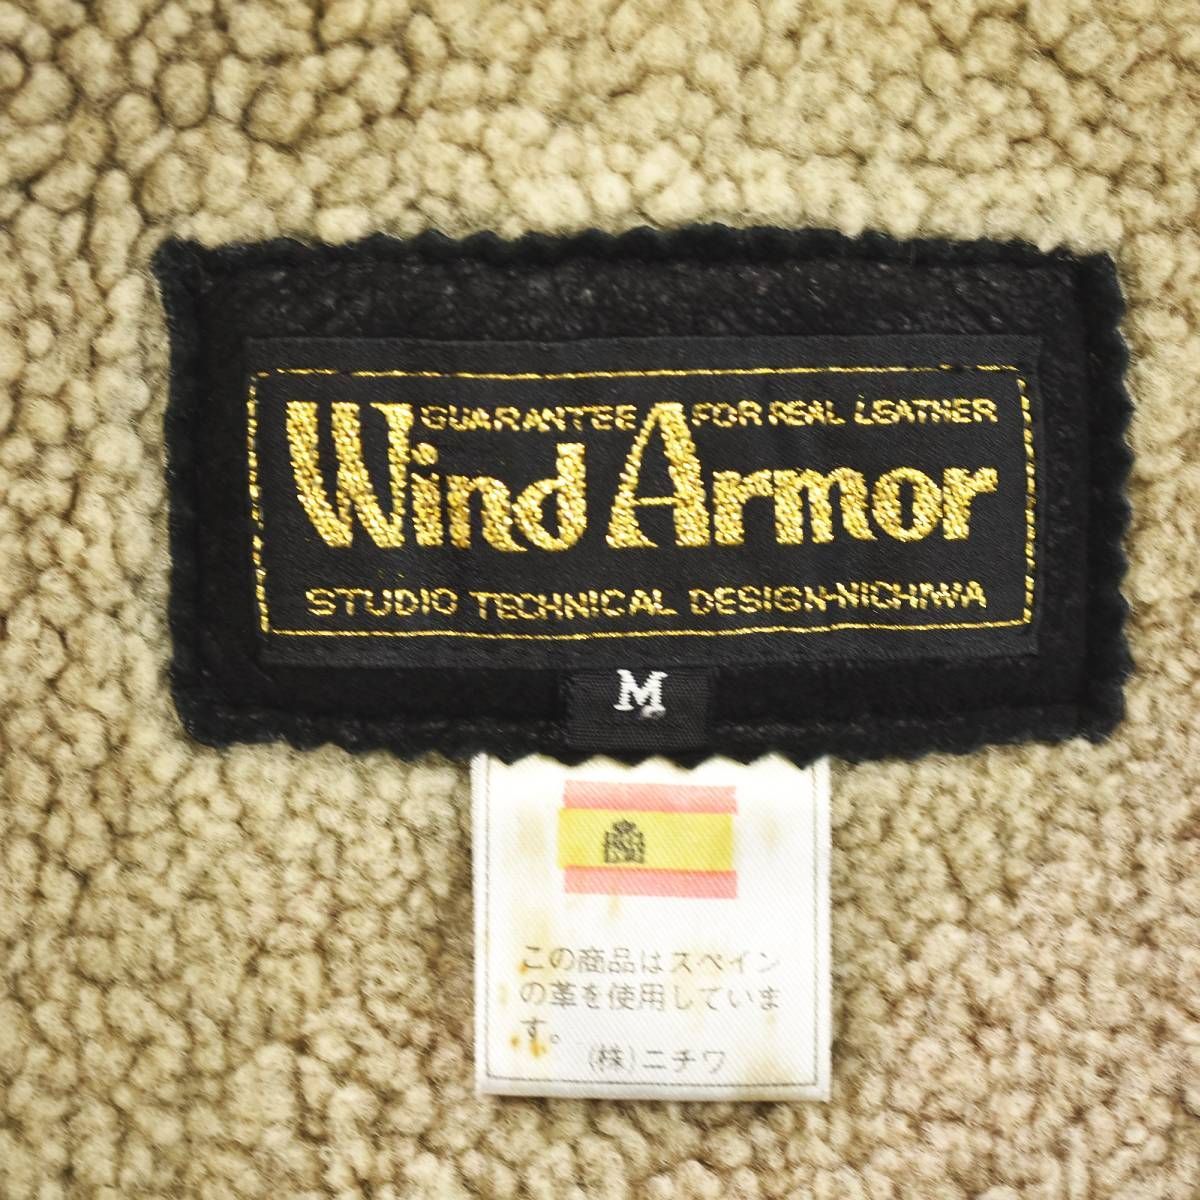 GUARANTEE FOR REAL LEATHER
Wind Armor
STUDIO TECHNICAL DESIGN-NICHIWA
M
この商品はスペイン
の革を使用していま
す。
(株)ニチワ